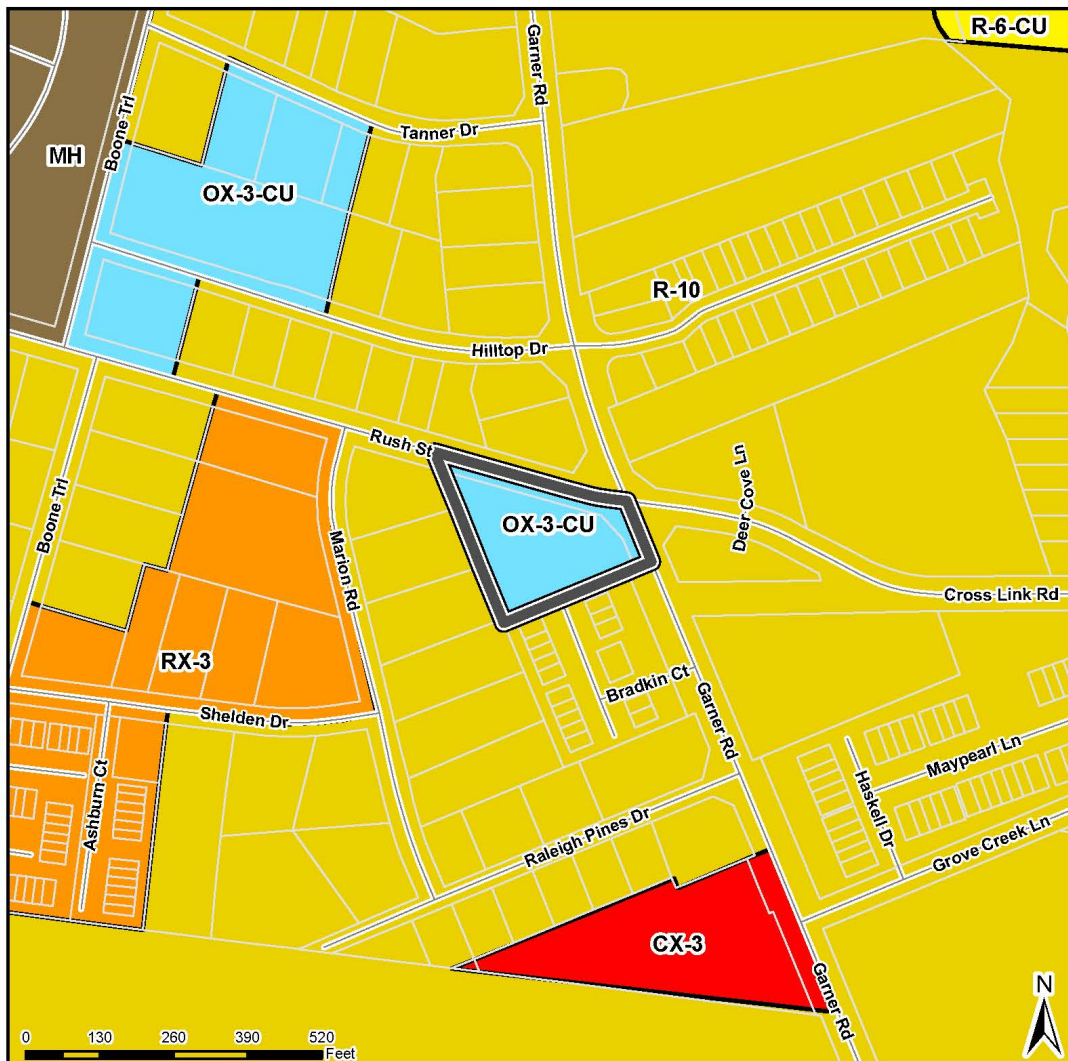 R-6-CU
Garner Rd
Boone Trl
Tanner Dr
MH
OX-3-CU
R-10
Hilltop Dr
Rush St
Deer Cove Ln
OX-3-CU
Boone Trl
Marion Rd
Cross Link Rd
RX-3
Bradkin Ct
Shelden Dr
Garner Rd
Maypearl Ln
Ashburn Ct
Haskell Dr
Raleigh Pines Dr
Grove Creek Ln
CX-3
Garner Rd
N
0 130 260 390 520
Feet